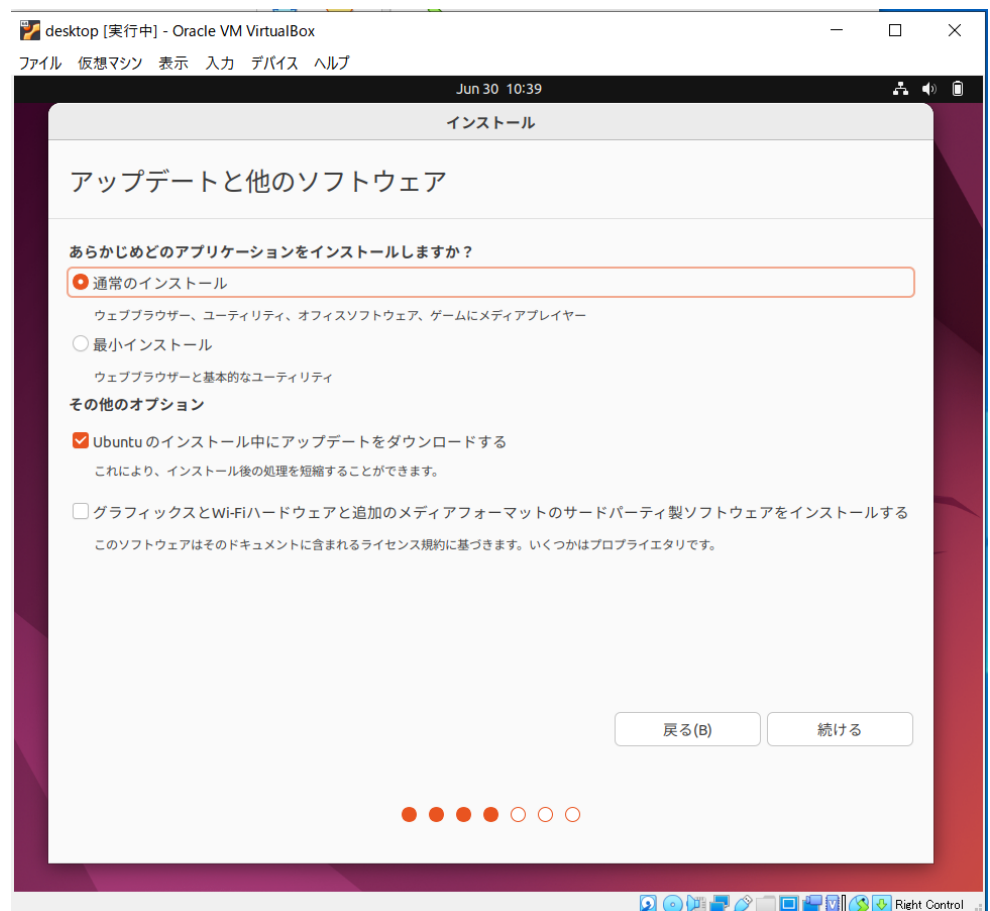 desktop [実行中] - Oracle VM VirtualBox
ファイル 仮想マシン 表示 入力 デバイス ヘルプ
Jun 30 10:39
インストール
アップデートと他のソフトウェア
あらかじめどのアプリケーションをインストールしますか？
通常のインストール
ウェブブラウザー、ユーティリティ、オフィスソフトウェア、ゲームにメディアプレイヤー
最小インストール
ウェブブラウザーと基本的なユーティリティ
その他のオプション
Ubuntu のインストール中にアップデートをダウンロードする
これにより、インストール後の処理を短縮することができます。
グラフィックスとWi-Fiハードウェアと追加のメディアフォーマットのサードパーティ製ソフトウェアをインストールする
このソフトウェアはそのドキュメントに含まれるライセンス規約に基づきます。いくつかはプロプライエタリです。
戻る(B) 続ける
Right Control